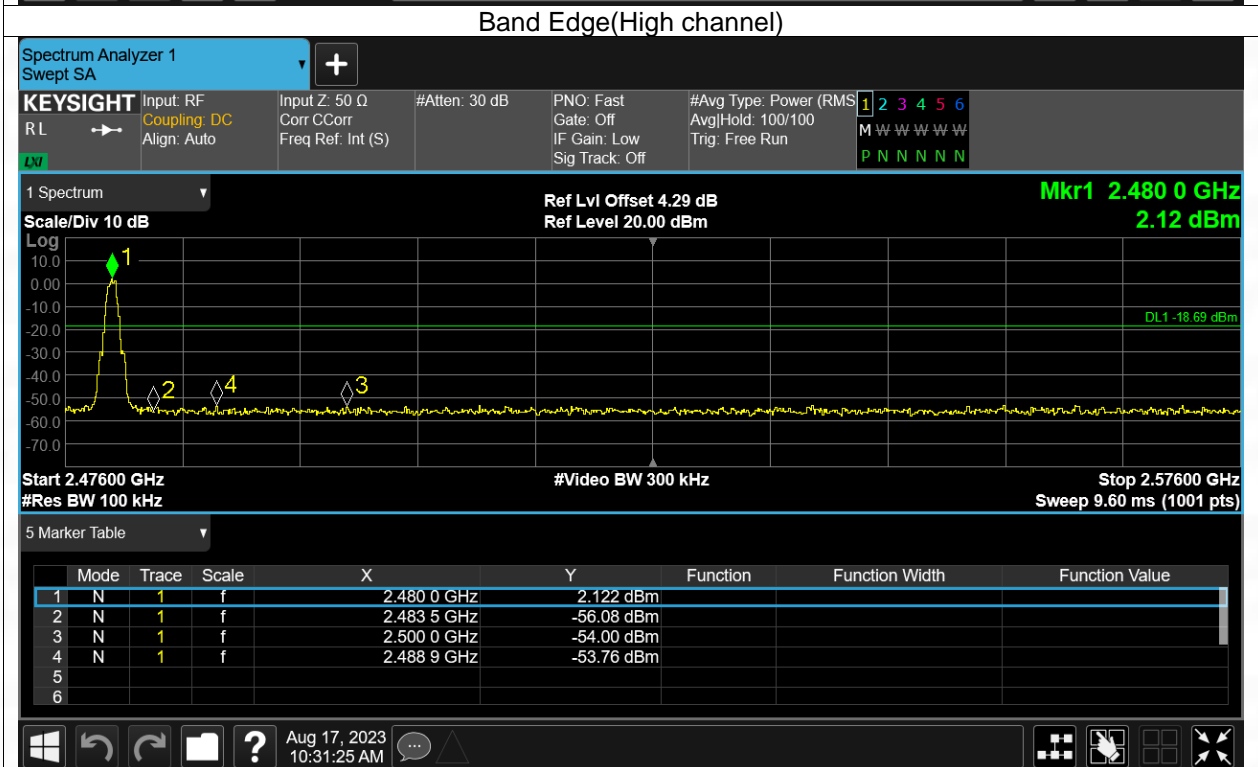 Band Edge(High channel)
Spectrum Analyzer 1
Swept SA
+
KEYSIGHT
R L
LXI
Input: RF
Coupling: DC
Align: Auto
Input Z: 50 Ω
Corr CCorr
Freq Ref: Int (S)
#Atten: 30 dB
PNO: Fast
Gate: Off
IF Gain: Low
Sig Track: Off
#Avg Type: Power (RMS
Avg|Hold: 100/100
Trig: Free Run
1 2 3 4 5 6
M W W W W W
P N N N N N
1 Spectrum
Scale/Div 10 dB
Ref Lvl Offset 4.29 dB
Ref Level 20.00 dBm
Mkr1 2.480 0 GHz
2.12 dBm
Log
10.0
0.00
-10.0
-20.0
-30.0
-40.0
-50.0
-60.0
-70.0
1
2
4
3
DL1 -18.69 dBm
Start 2.47600 GHz
#Video BW 300 kHz
Stop 2.57600 GHz
#Res BW 100 kHz
Sweep 9.60 ms (1001 pts)
5 Marker Table
Mode Trace Scale X Y Function Function Width Function Value
1 N 1 f 2.480 0 GHz 2.122 dBm
2 N 1 f 2.483 5 GHz -56.08 dBm
3 N 1 f 2.500 0 GHz -54.00 dBm
4 N 1 f 2.488 9 GHz -53.76 dBm
5
6
?
Aug 17, 2023
10:31:25 AM